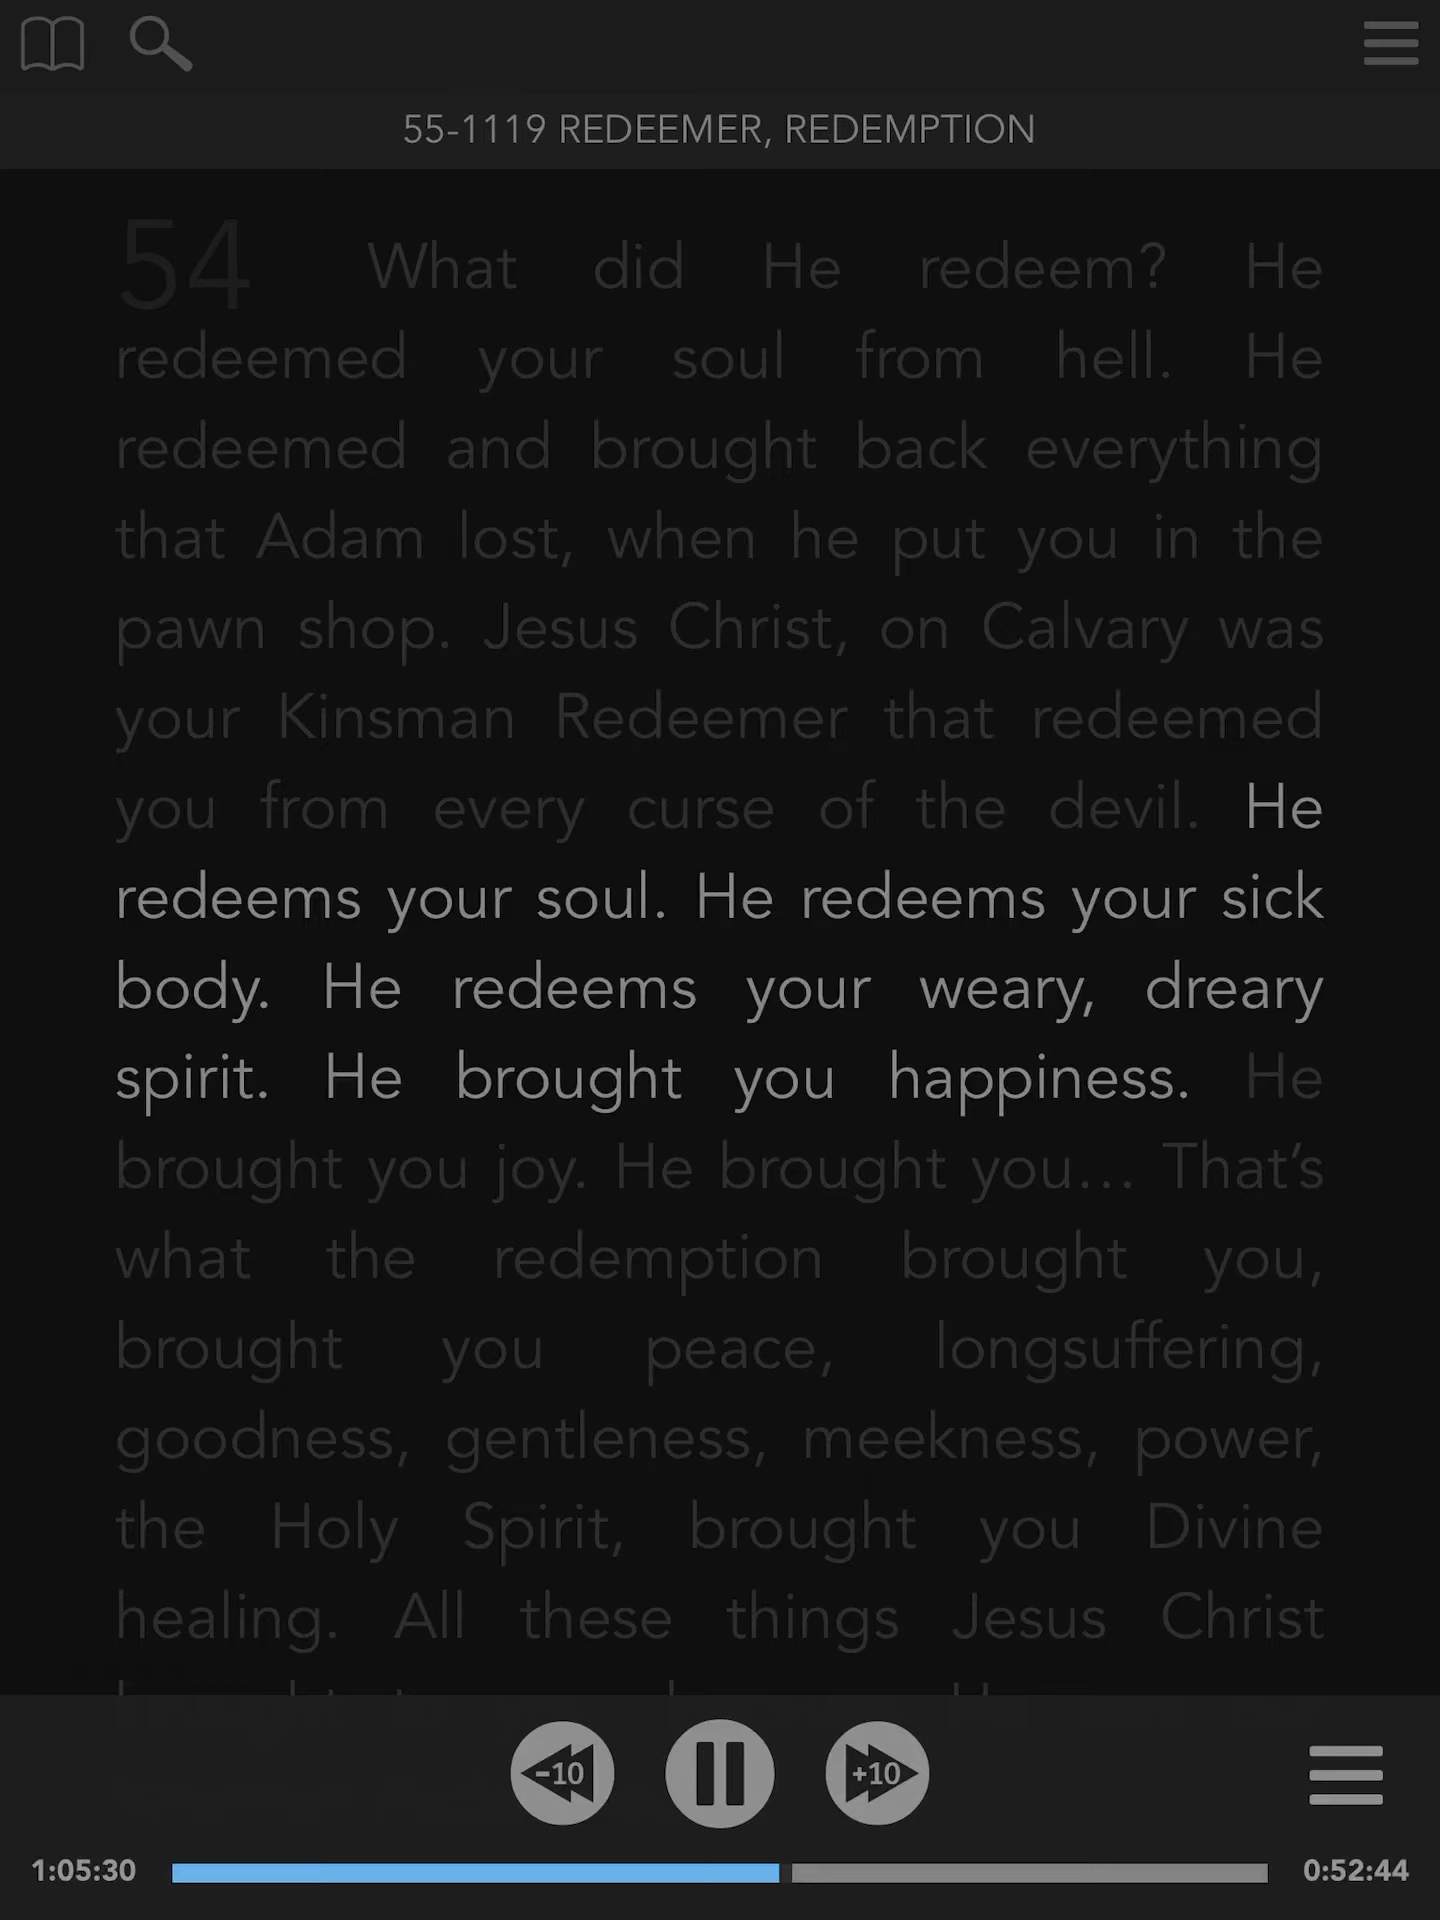 55-1119 REDEEMER, REDEMPTION
54 What did He redeem? He
redeemed your soul from hell. He
redeemed and brought back everything
that Adam lost, when he put you in the
pawn shop. Jesus Christ, on Calvary was
your Kinsman Redeemer that redeemed
you from every curse of the devil. He
redeems your soul. He redeems your sick
body. He redeems your weary, dreary
spirit. He brought you happiness. He
brought you joy. He brought you… That’s
what the redemption brought you,
brought you peace, longsuffering,
goodness, gentleness, meekness, power,
the Holy Spirit, brought you Divine
healing. All these things Jesus Christ
-10 +10
1:05:30 0:52:44